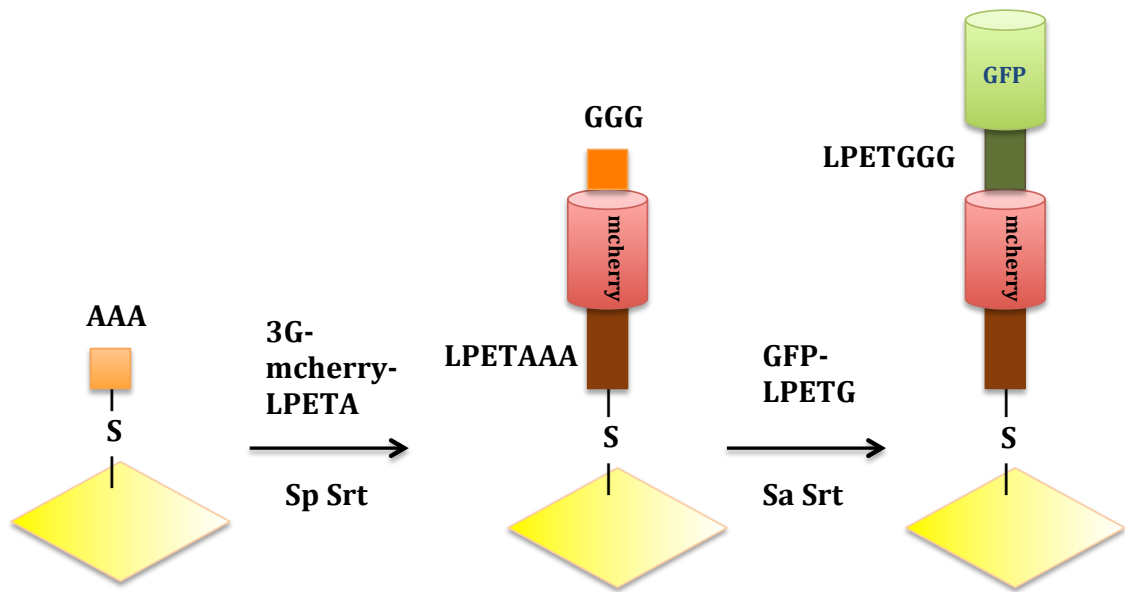 AAA
S
3G-
mcherry-
LPETA
Sp Srt
GGG
mcherry
LPETAAA
S
GFP-
LPETG
Sa Srt
GFP
LPETGGG
mcherry
S